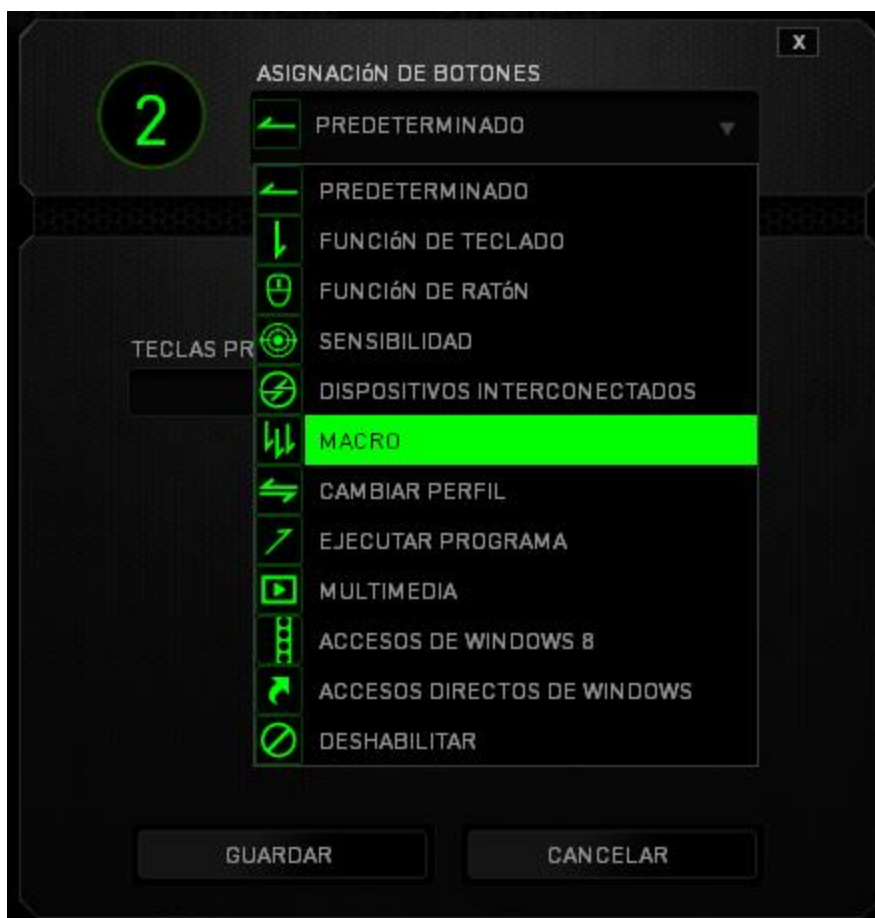 X
ASIGNACIóN DE BOTONES
2
PREDETERMINADO
PREDETERMINADO
FUNCIóN DE TECLADO
FUNCIóN DE RATóN
SENSIBILIDAD
TECLAS PR
DISPOSITIVOS INTERCONECTADOS
MACRO
CAMBIAR PERFIL
EJECUTAR PROGRAMA
MULTIMEDIA
ACCESOS DE WINDOWS 8
ACCESOS DIRECTOS DE WINDOWS
DESHABILITAR
GUARDAR
CANCELAR